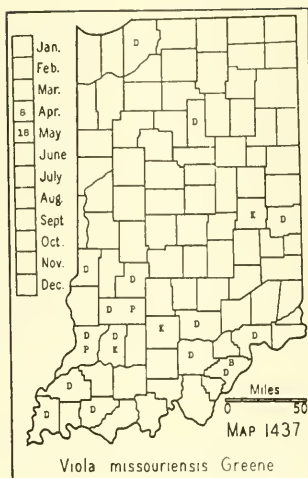 Jan.
Feb.
Mar.
6 Apr.
18 May
June
July
Aug.
Sept
Oct.
Nov.
Dec.
D
D
K D
D
D
D P
D K D D
P K D B
D
D
D D
Miles
0 50
MAP 1437
Viola missouriensis Greene